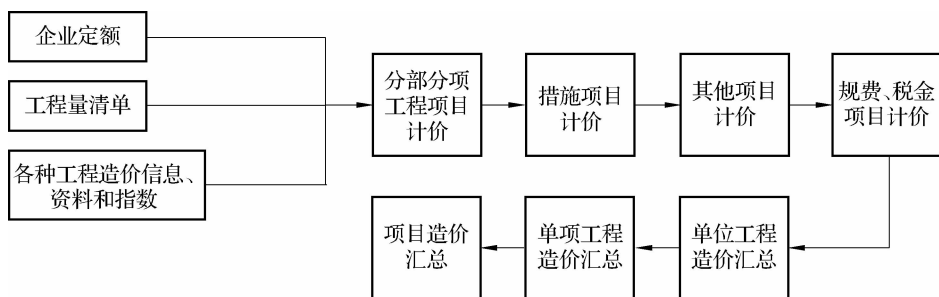 企业定额
工程量清单
各种工程造价信息、
资料和指数
分部分项
工程项目
计价
措施项目
计价
其他项目
计价
规费、税金
项目计价
单位工程
造价汇总
单项工程
造价汇总
项目造价
汇总